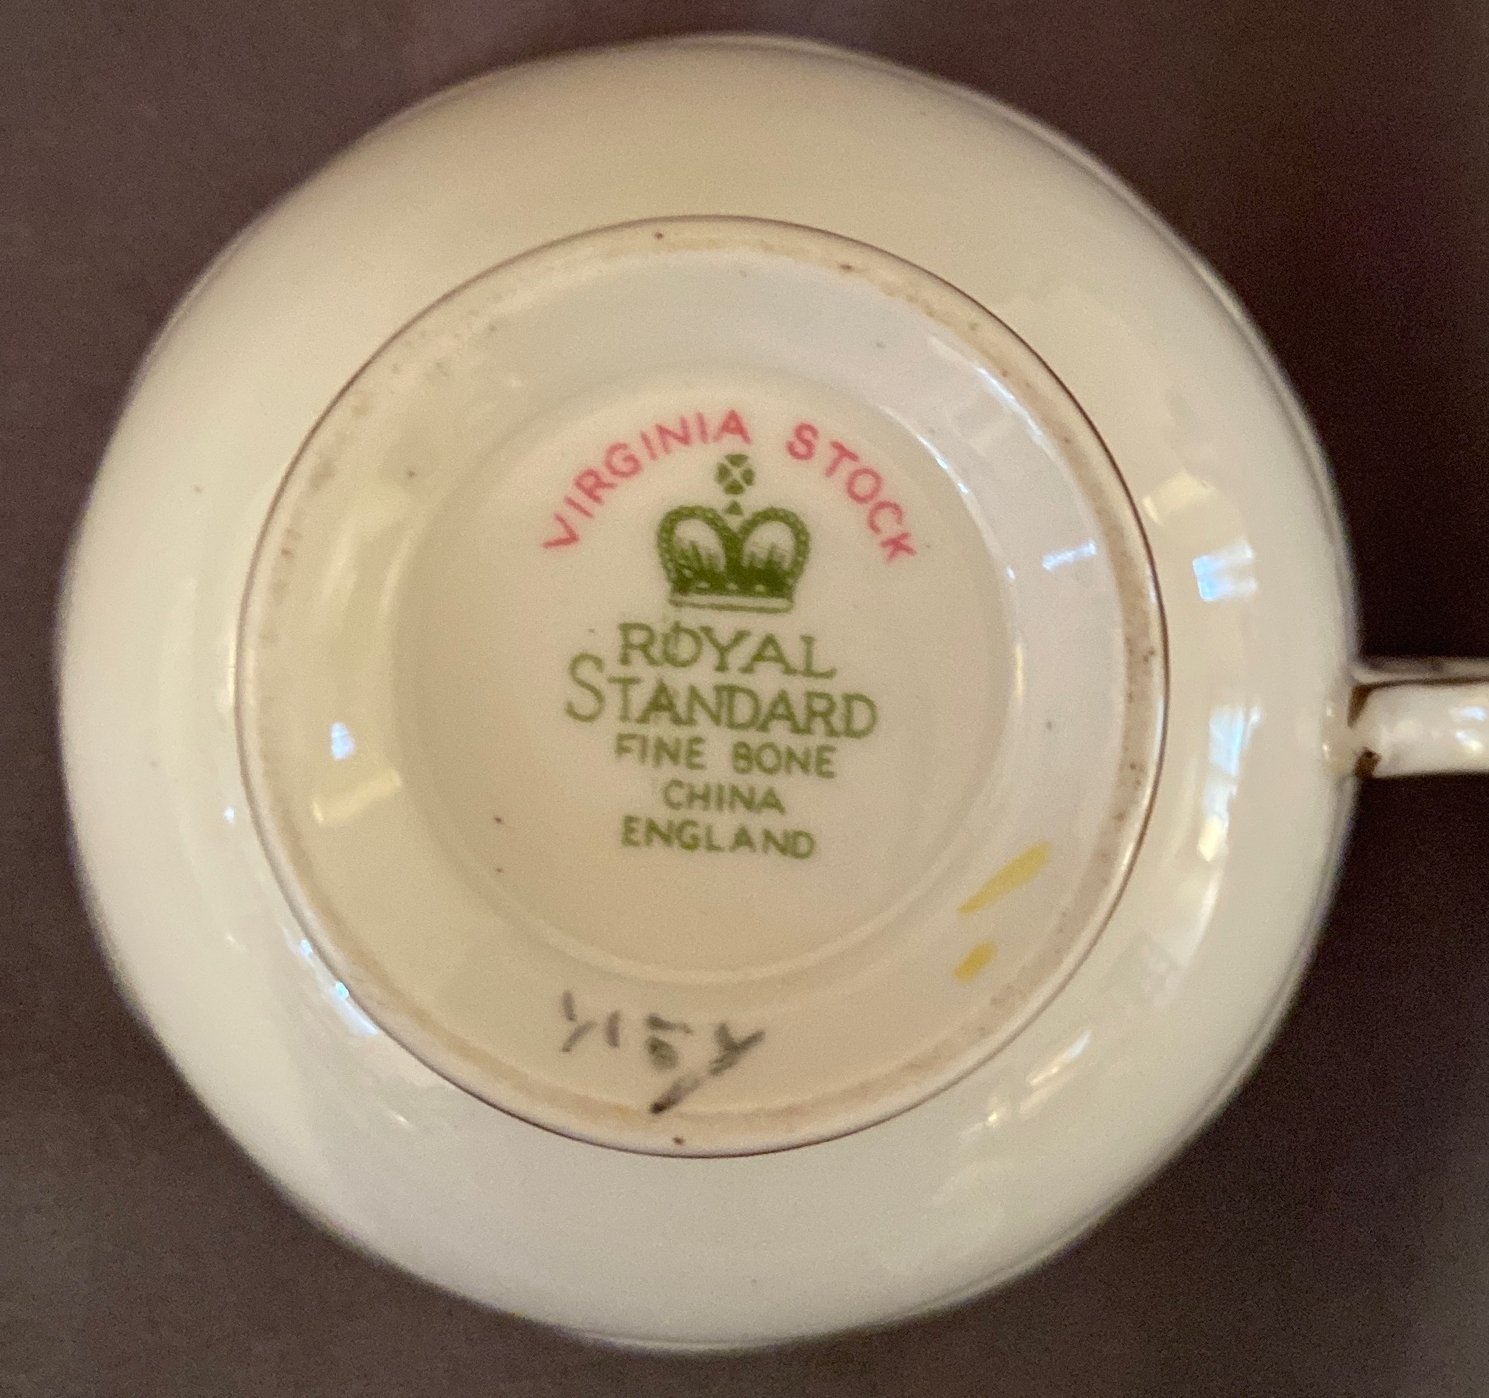 VIRGINIA STOCK
ROYAL
STANDARD
FINE BONE
CHINA
ENGLAND